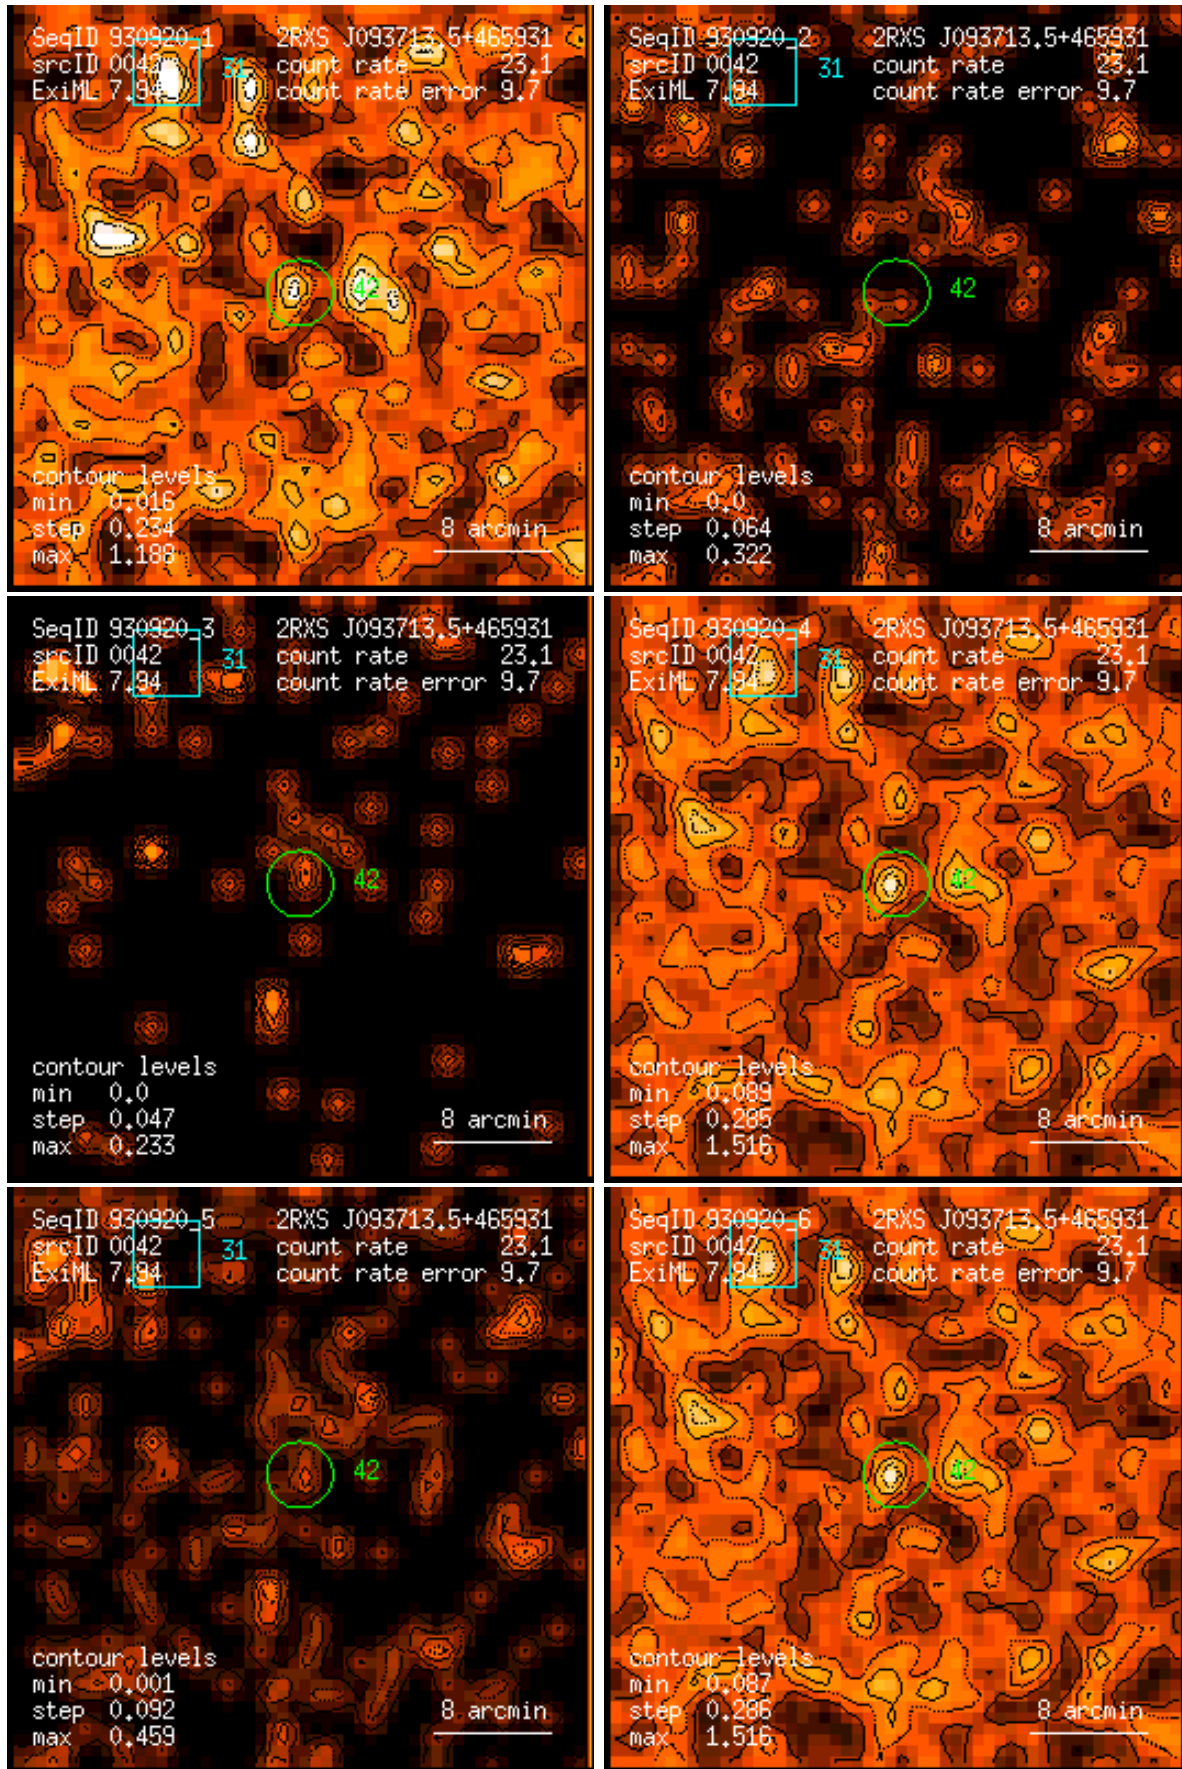 SeqID 930920_1 2RXS J093713.5+465931
srcID 0042 31 count rate 23.1
ExiML 7.94 count rate error 9.7
42
contour levels
min 0.016
step 0.234 8 arcmin
max 1.188
SeqID 930920_2 2RXS J093713.5+465931
srcID 0042 31 count rate 23.1
ExiML 7.94 count rate error 9.7
42
contour levels
min 0.0
step 0.064 8 arcmin
max 0.322
SeqID 930920_3 2RXS J093713.5+465931
srcID 0042 31 count rate 23.1
ExiML 7.94 count rate error 9.7
42
contour levels
min 0.0
step 0.047 8 arcmin
max 0.233
SeqID 930920_4 2RXS J093713.5+465931
srcID 0042 31 count rate 23.1
ExiML 7.94 count rate error 9.7
42
contour levels
min 0.089
step 0.285 8 arcmin
max 1.516
SeqID 930920_5 2RXS J093713.5+465931
srcID 0042 31 count rate 23.1
ExiML 7.94 count rate error 9.7
42
contour levels
min 0.001
step 0.092 8 arcmin
max 0.459
SeqID 930920_6 2RXS J093713.5+465931
srcID 0042 31 count rate 23.1
ExiML 7.94 count rate error 9.7
42
contour levels
min 0.087
step 0.286 8 arcmin
max 1.516